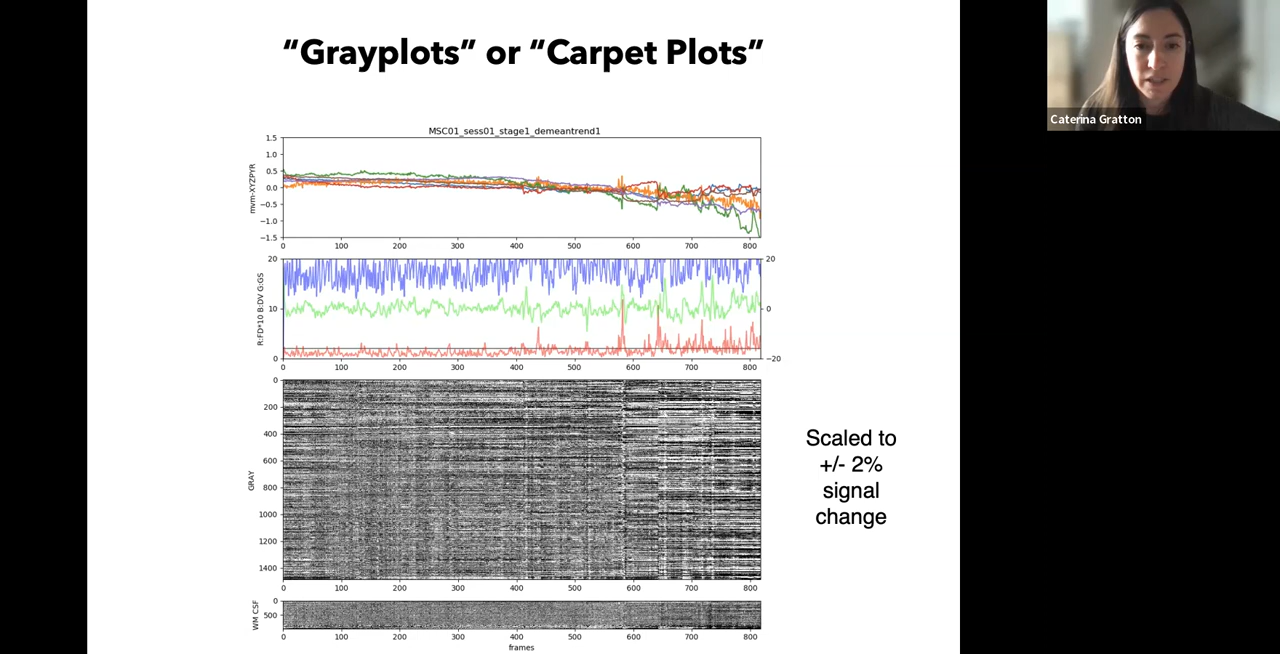 “Grayplots” or “Carpet Plots”
Caterina Gratton
MSC01_sess01_stage1_demeantrend1
mvm-XYZPYR
1.5
1.0
0.5
0.0
−0.5
−1.0
−1.5
0 100 200 300 400 500 600 700 800
R:FD*10 B:DV G:GS
20
10
0
20
0
−20
0 100 200 300 400 500 600 700 800
GRAY
0
200
400
600
800
1000
1200
1400
0 100 200 300 400 500 600 700 800
Scaled to
+/- 2%
signal
change
WM CSF
0
500
0 100 200 300 400 500 600 700 800
frames